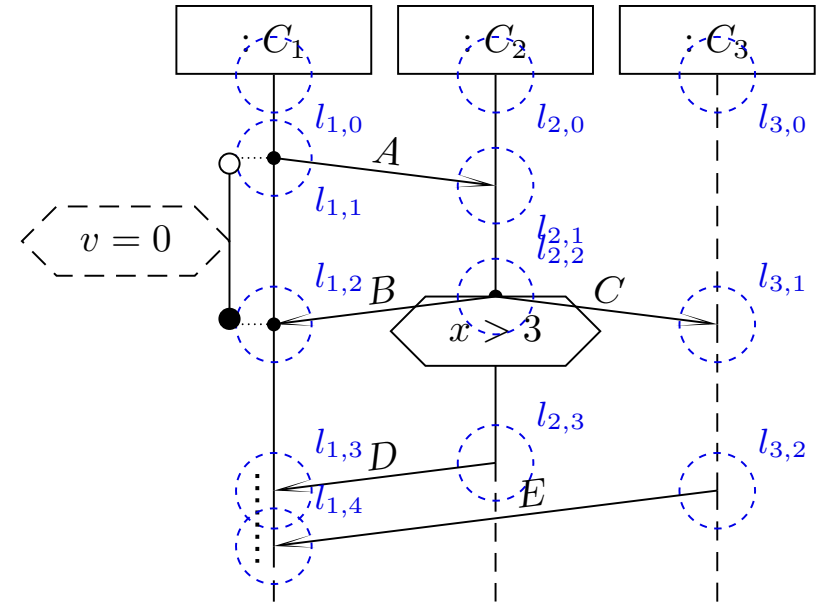 : C₁ : C₂ : C₃
l₁,₀ l₂,₀ l₃,₀
A
l₁,₁
l₂,₁
v = 0
l₂,₂
l₁,₂ B C l₃,₁
x > 3
l₂,₃
l₁,₃ D l₃,₂
l₁,₄ E